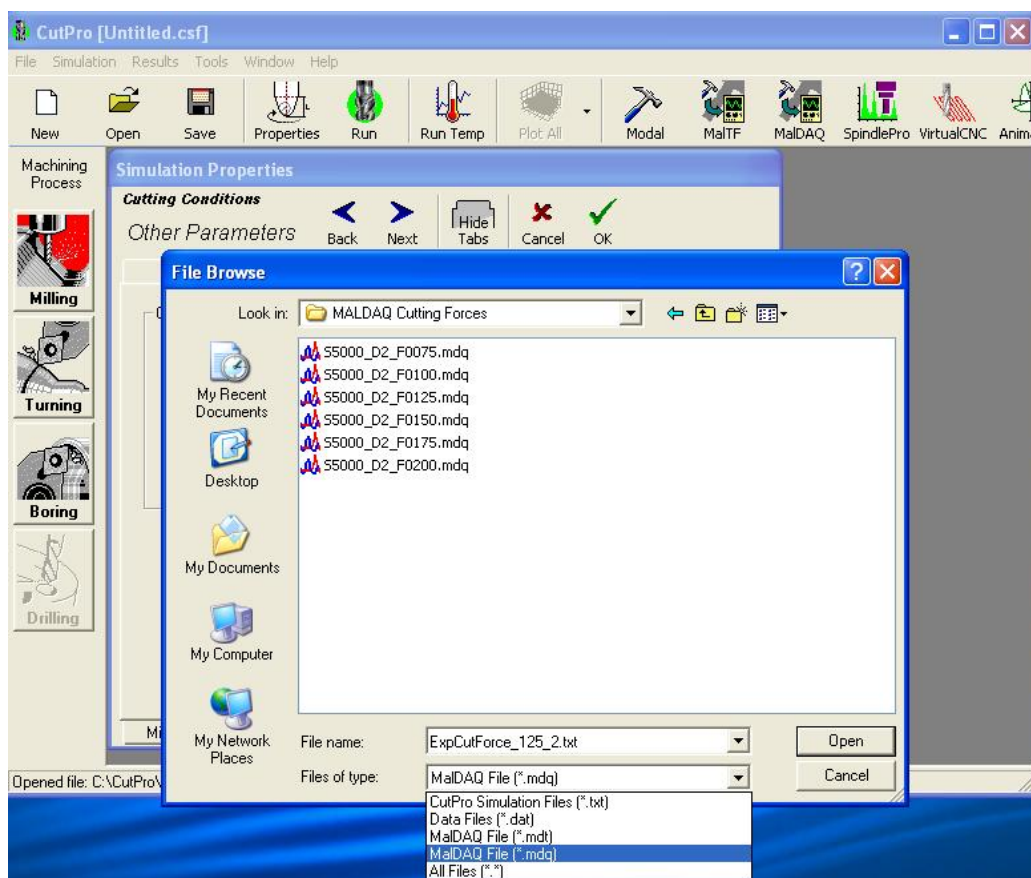 CutPro [Untitled.csf]
File Simulation Results Tools Window Help
New Open Save Properties Run Run Temp Plot All Modal MalTF MalDAQ SpindlePro VirtualCNC Anim
Machining
Process
Milling
Turning
Boring
Drilling
Simulation Properties
Cutting Conditions
Other Parameters
Back Next Hide Tabs Cancel OK
File Browse
Look in: MALDAQ Cutting Forces
My Recent
Documents
Desktop
My Documents
My Computer
My Network
Places
S5000_D2_F0075.mdq
S5000_D2_F0100.mdq
S5000_D2_F0125.mdq
S5000_D2_F0150.mdq
S5000_D2_F0175.mdq
S5000_D2_F0200.mdq
File name: ExpCutForce_125_2.txt Open
Files of type: MalDAQ File (*.mdq) Cancel
CutPro Simulation Files (*.txt)
Data Files (*.dat)
MalDAQ File (*.mdt)
MalDAQ File (*.mdq)
All Files (*.*)
Mi
Opened file: C:\CutPro\